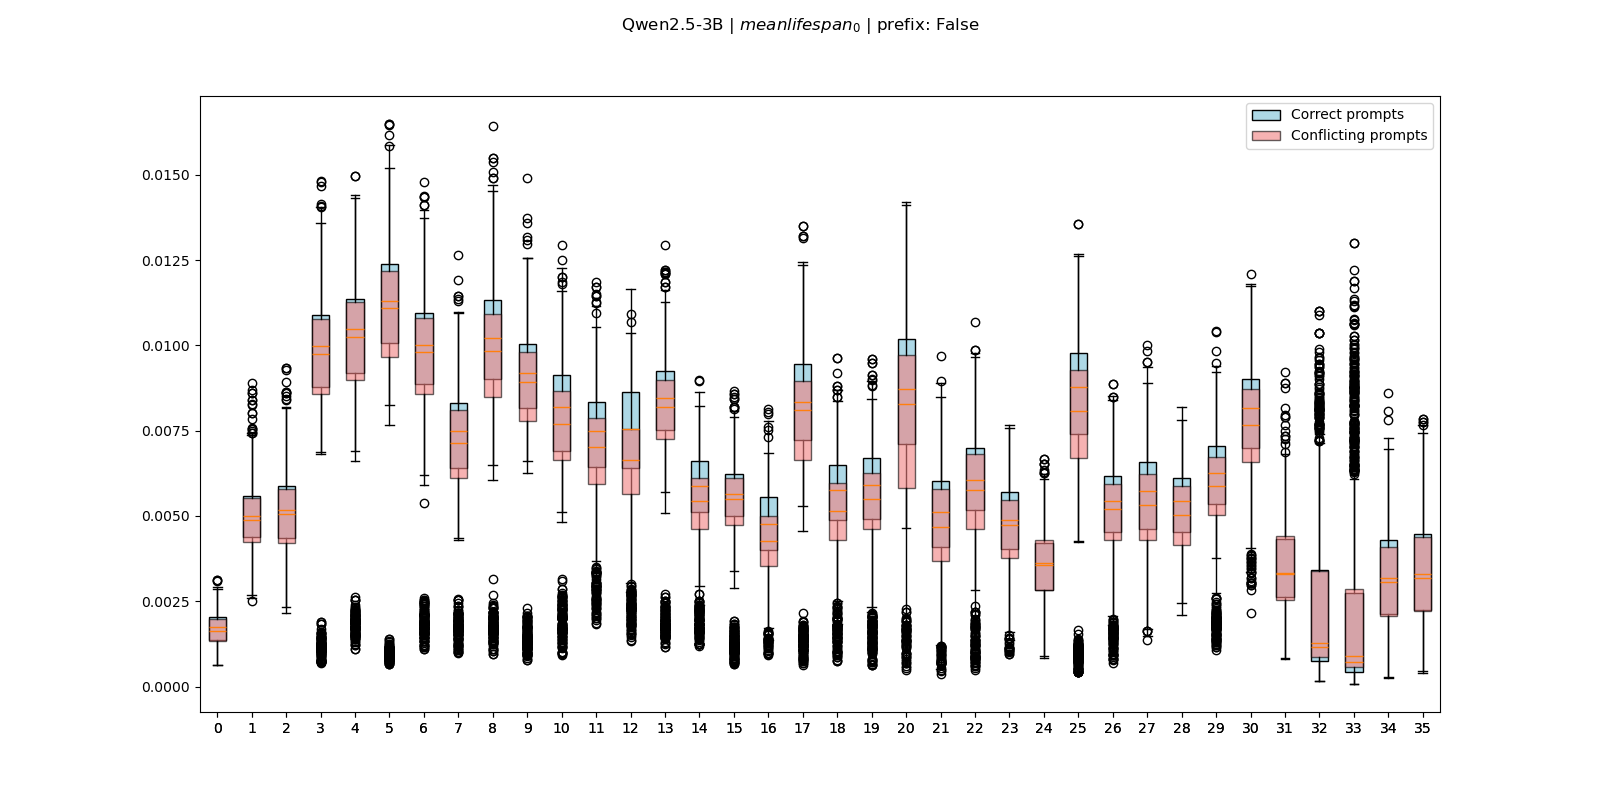 Qwen2.5-3B | meanlifespan₀ | prefix: False
Correct prompts
Conflicting prompts
0.0150
0.0125
0.0100
0.0075
0.0050
0.0025
0.0000
0 1 2 3 4 5 6 7 8 9 10 11 12 13 14 15 16 17 18 19 20 21 22 23 24 25 26 27 28 29 30 31 32 33 34 35